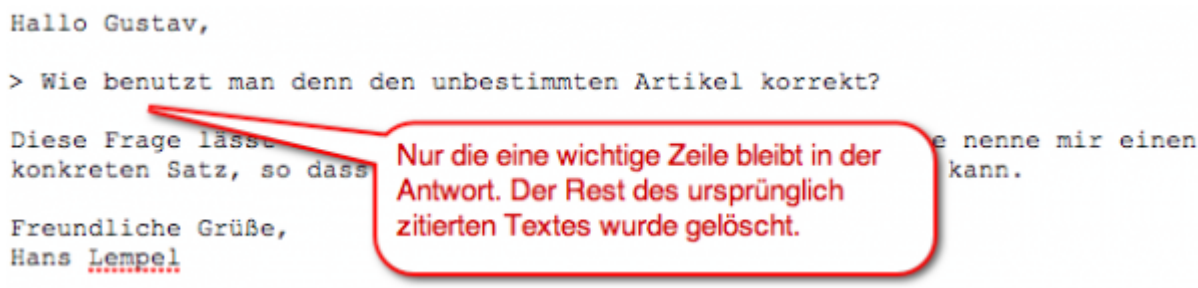 Hallo Gustav,
> Wie benutzt man denn den unbestimmten Artikel korrekt?
Diese Frage lässt nenne mir einen
konkreten Satz, so dass kann.
Nur die eine wichtige Zeile bleibt in der
Antwort. Der Rest des ursprünglich
zitierten Textes wurde gelöscht.
Freundliche Grüße,
Hans Lempel